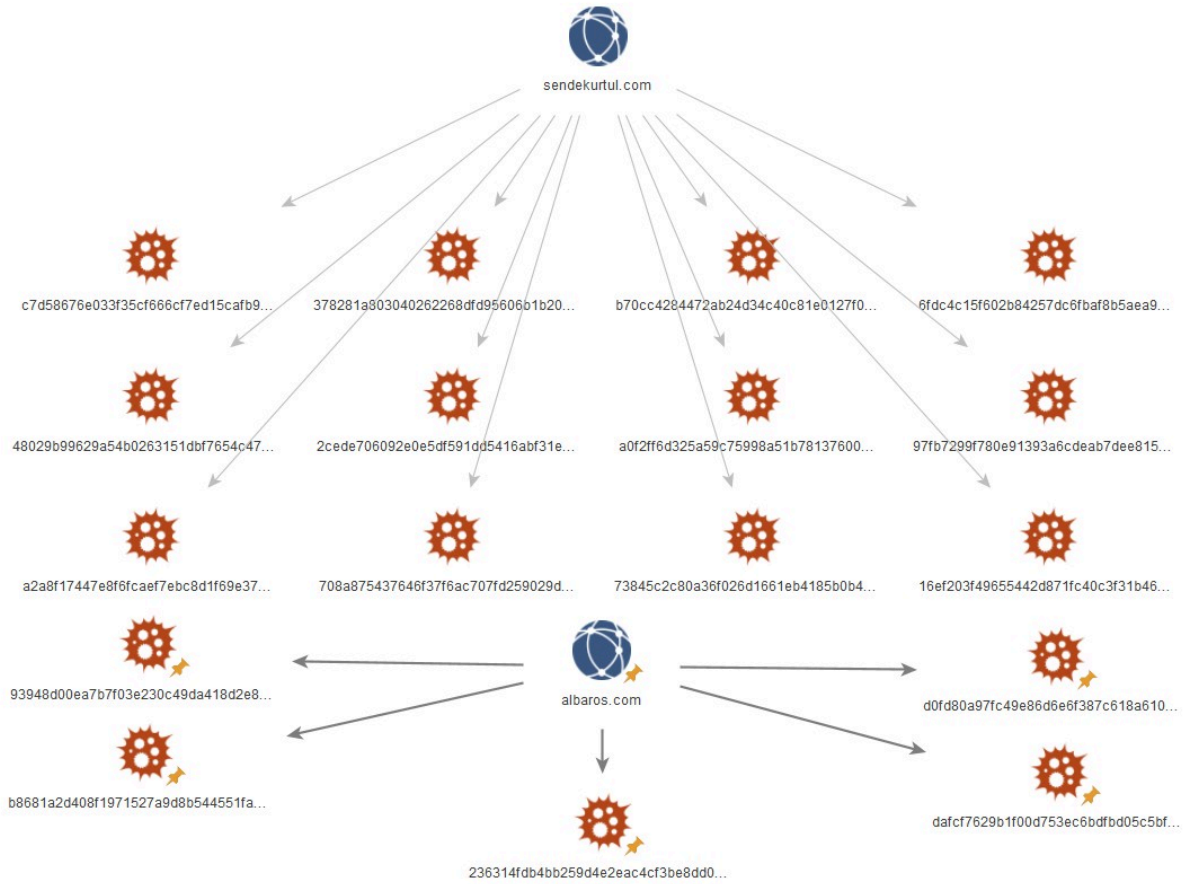 sendekurtul.com
c7d58676e033f35cf666cf7ed15cafb9...
378281a803040262268dfd95606b1b20...
b70cc4284472ab24d34c40c81e0127f0...
6fdc4c15f602b84257dc6fbaf8b5aea9...
48029b99629a54b0263151dbf7654c47...
2cede706092e0e5df591dd5416abf31e...
a0f2ff6d325a59c75998a51b78137600...
97fb7299f780e91393a6cdeab7dee815...
a2a8f17447e8f6fcaef7ebc8d1f69e37...
708a875437646f37f6ac707fd259029d...
73845c2c80a36f026d1661eb4185b0b4...
16ef203f49655442d871fc40c3f31b46...
93948d00ea7b7f03e230c49da418d2e8...
albaros.com
d0fd80a97fc49e86d6e6f387c618a610...
b8681a2d408f1971527a9d8b544551fa...
dafcf7629b1f00d753ec6bdfbd05c5bf...
236314fdb4bb259d4e2eac4cf3be8dd0...